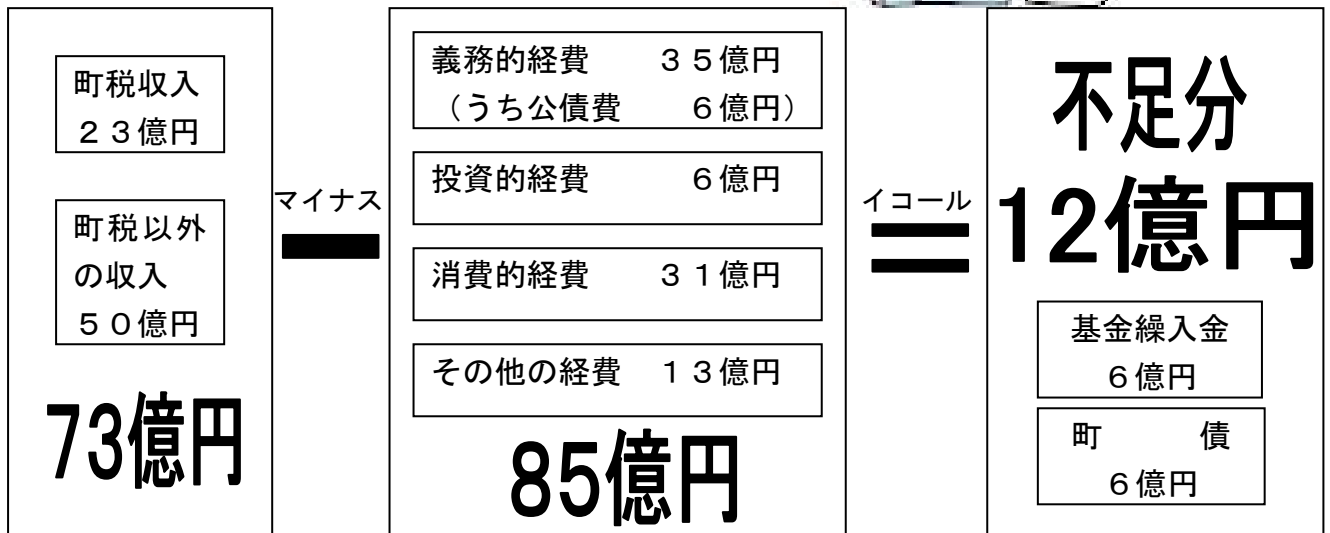 町税収入
２３億円
町税以外
の収入
５０億円
73億円
マイナス
義務的経費　　３５億円
（うち公債費　　６億円）
投資的経費　　　６億円
消費的経費　　３１億円
その他の経費　１３億円
85億円
イコール
不足分
12億円
基金繰入金
６億円
町　　　債
６億円